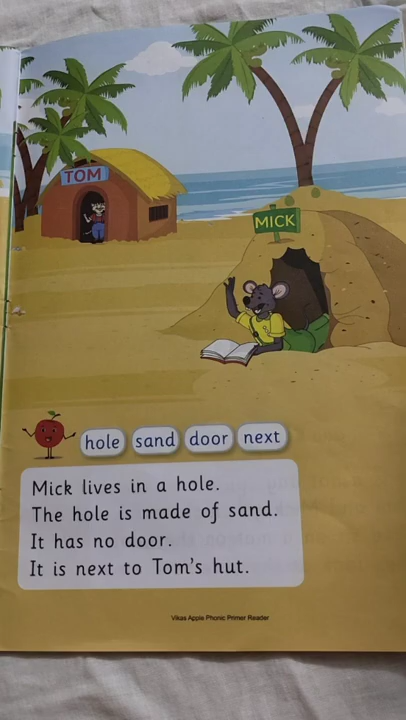 TOM
MICK
hole sand door next
Mick lives in a hole.
The hole is made of sand.
It has no door.
It is next to Tom's hut.
Vikas Apple Phonic Primer Reader